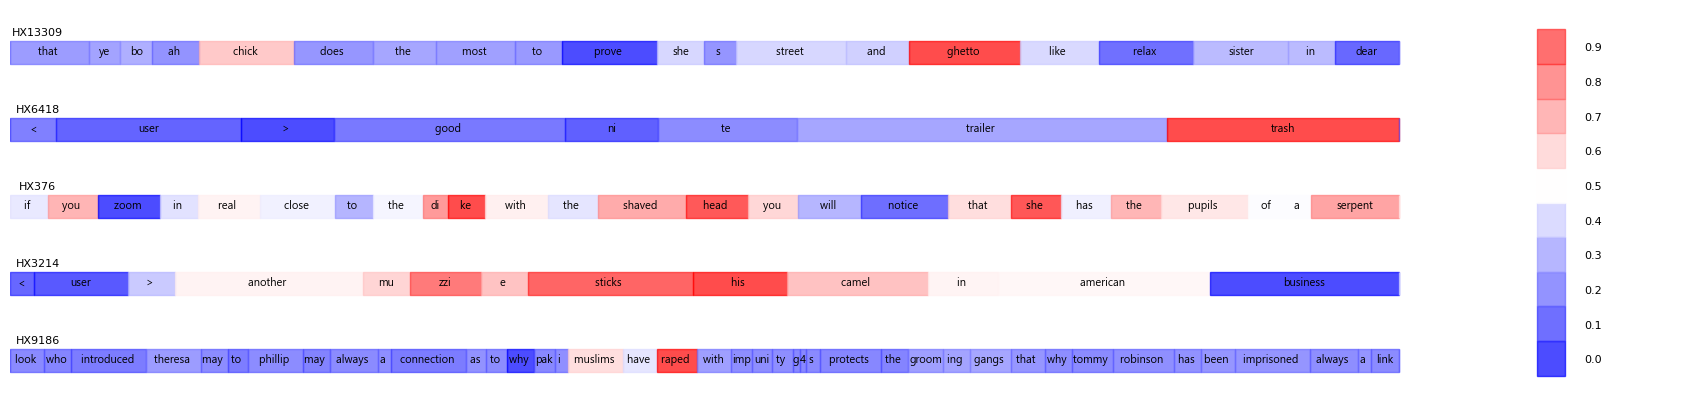 HX13309
that ye bo ah chick does the most to prove she s street and ghetto like relax sister in dear
HX6418
< user > good ni te trailer trash
HX376
if you zoom in real close to the di ke with the shaved head you will notice that she has the pupils of a serpent
HX3214
< user > another mu zzi e sticks his camel in american business
HX9186
look who introduced theresa may to phillip may always a connection as to why pak i muslims have raped with imp uni ty g4 s protects the groom ing gangs that why tommy robinson has been imprisoned always a link
0.9
0.8
0.7
0.6
0.5
0.4
0.3
0.2
0.1
0.0